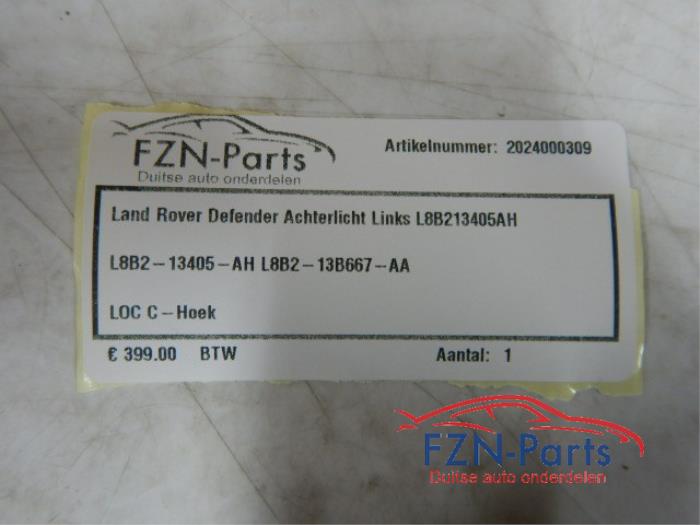 FZN-Parts
Duitse auto onderdelen
Artikelnummer: 2024000309
Land Rover Defender Achterlicht Links L8B213405AH
L8B2-13405-AH L8B2-13B667-AA
LOC C-Hoek
€ 399.00 BTW
Aantal: 1
FZN-Parts
Duitse auto onderdelen